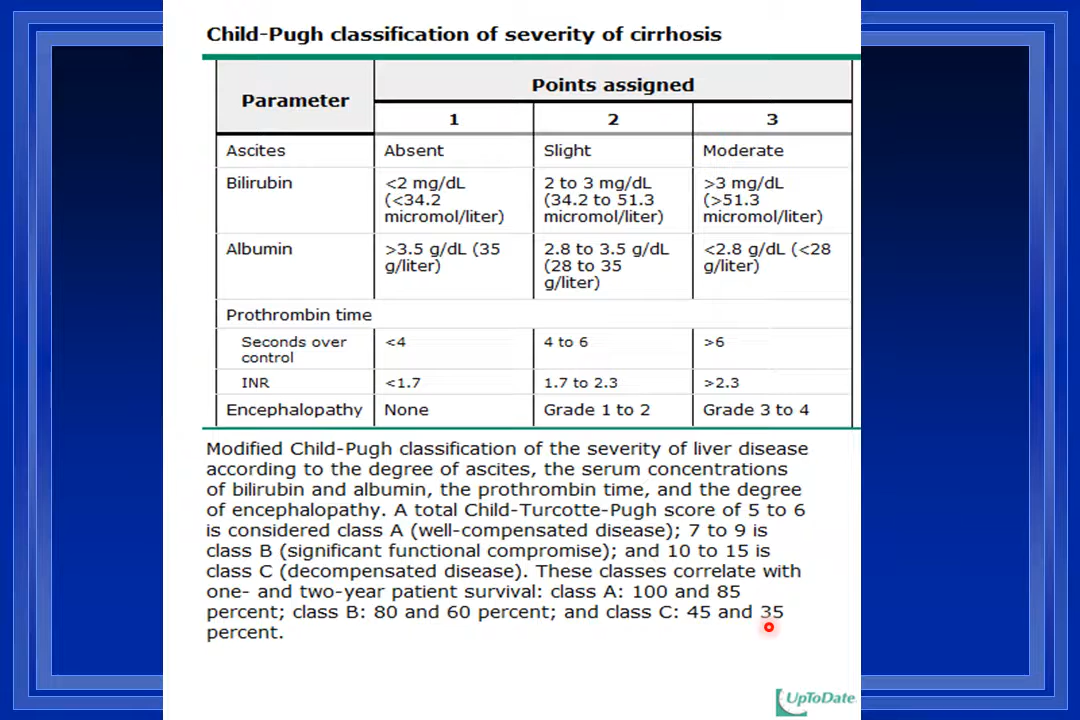 Child-Pugh classification of severity of cirrhosis
Parameter
Points assigned
1 2 3
Ascites Absent Slight Moderate
Bilirubin <2 mg/dL 2 to 3 mg/dL >3 mg/dL
(<34.2 (34.2 to 51.3 (>51.3
micromol/liter) micromol/liter) micromol/liter)
Albumin >3.5 g/dL (35 2.8 to 3.5 g/dL <2.8 g/dL (<28
g/liter) (28 to 35 g/liter)
g/liter)
Prothrombin time
Seconds over <4 4 to 6 >6
control
INR <1.7 1.7 to 2.3 >2.3
Encephalopathy None Grade 1 to 2 Grade 3 to 4
Modified Child-Pugh classification of the severity of liver disease
according to the degree of ascites, the serum concentrations
of bilirubin and albumin, the prothrombin time, and the degree
of encephalopathy. A total Child-Turcotte-Pugh score of 5 to 6
is considered class A (well-compensated disease); 7 to 9 is
class B (significant functional compromise); and 10 to 15 is
class C (decompensated disease). These classes correlate with
one- and two-year patient survival: class A: 100 and 85
percent; class B: 80 and 60 percent; and class C: 45 and 35
percent.
UpToDate